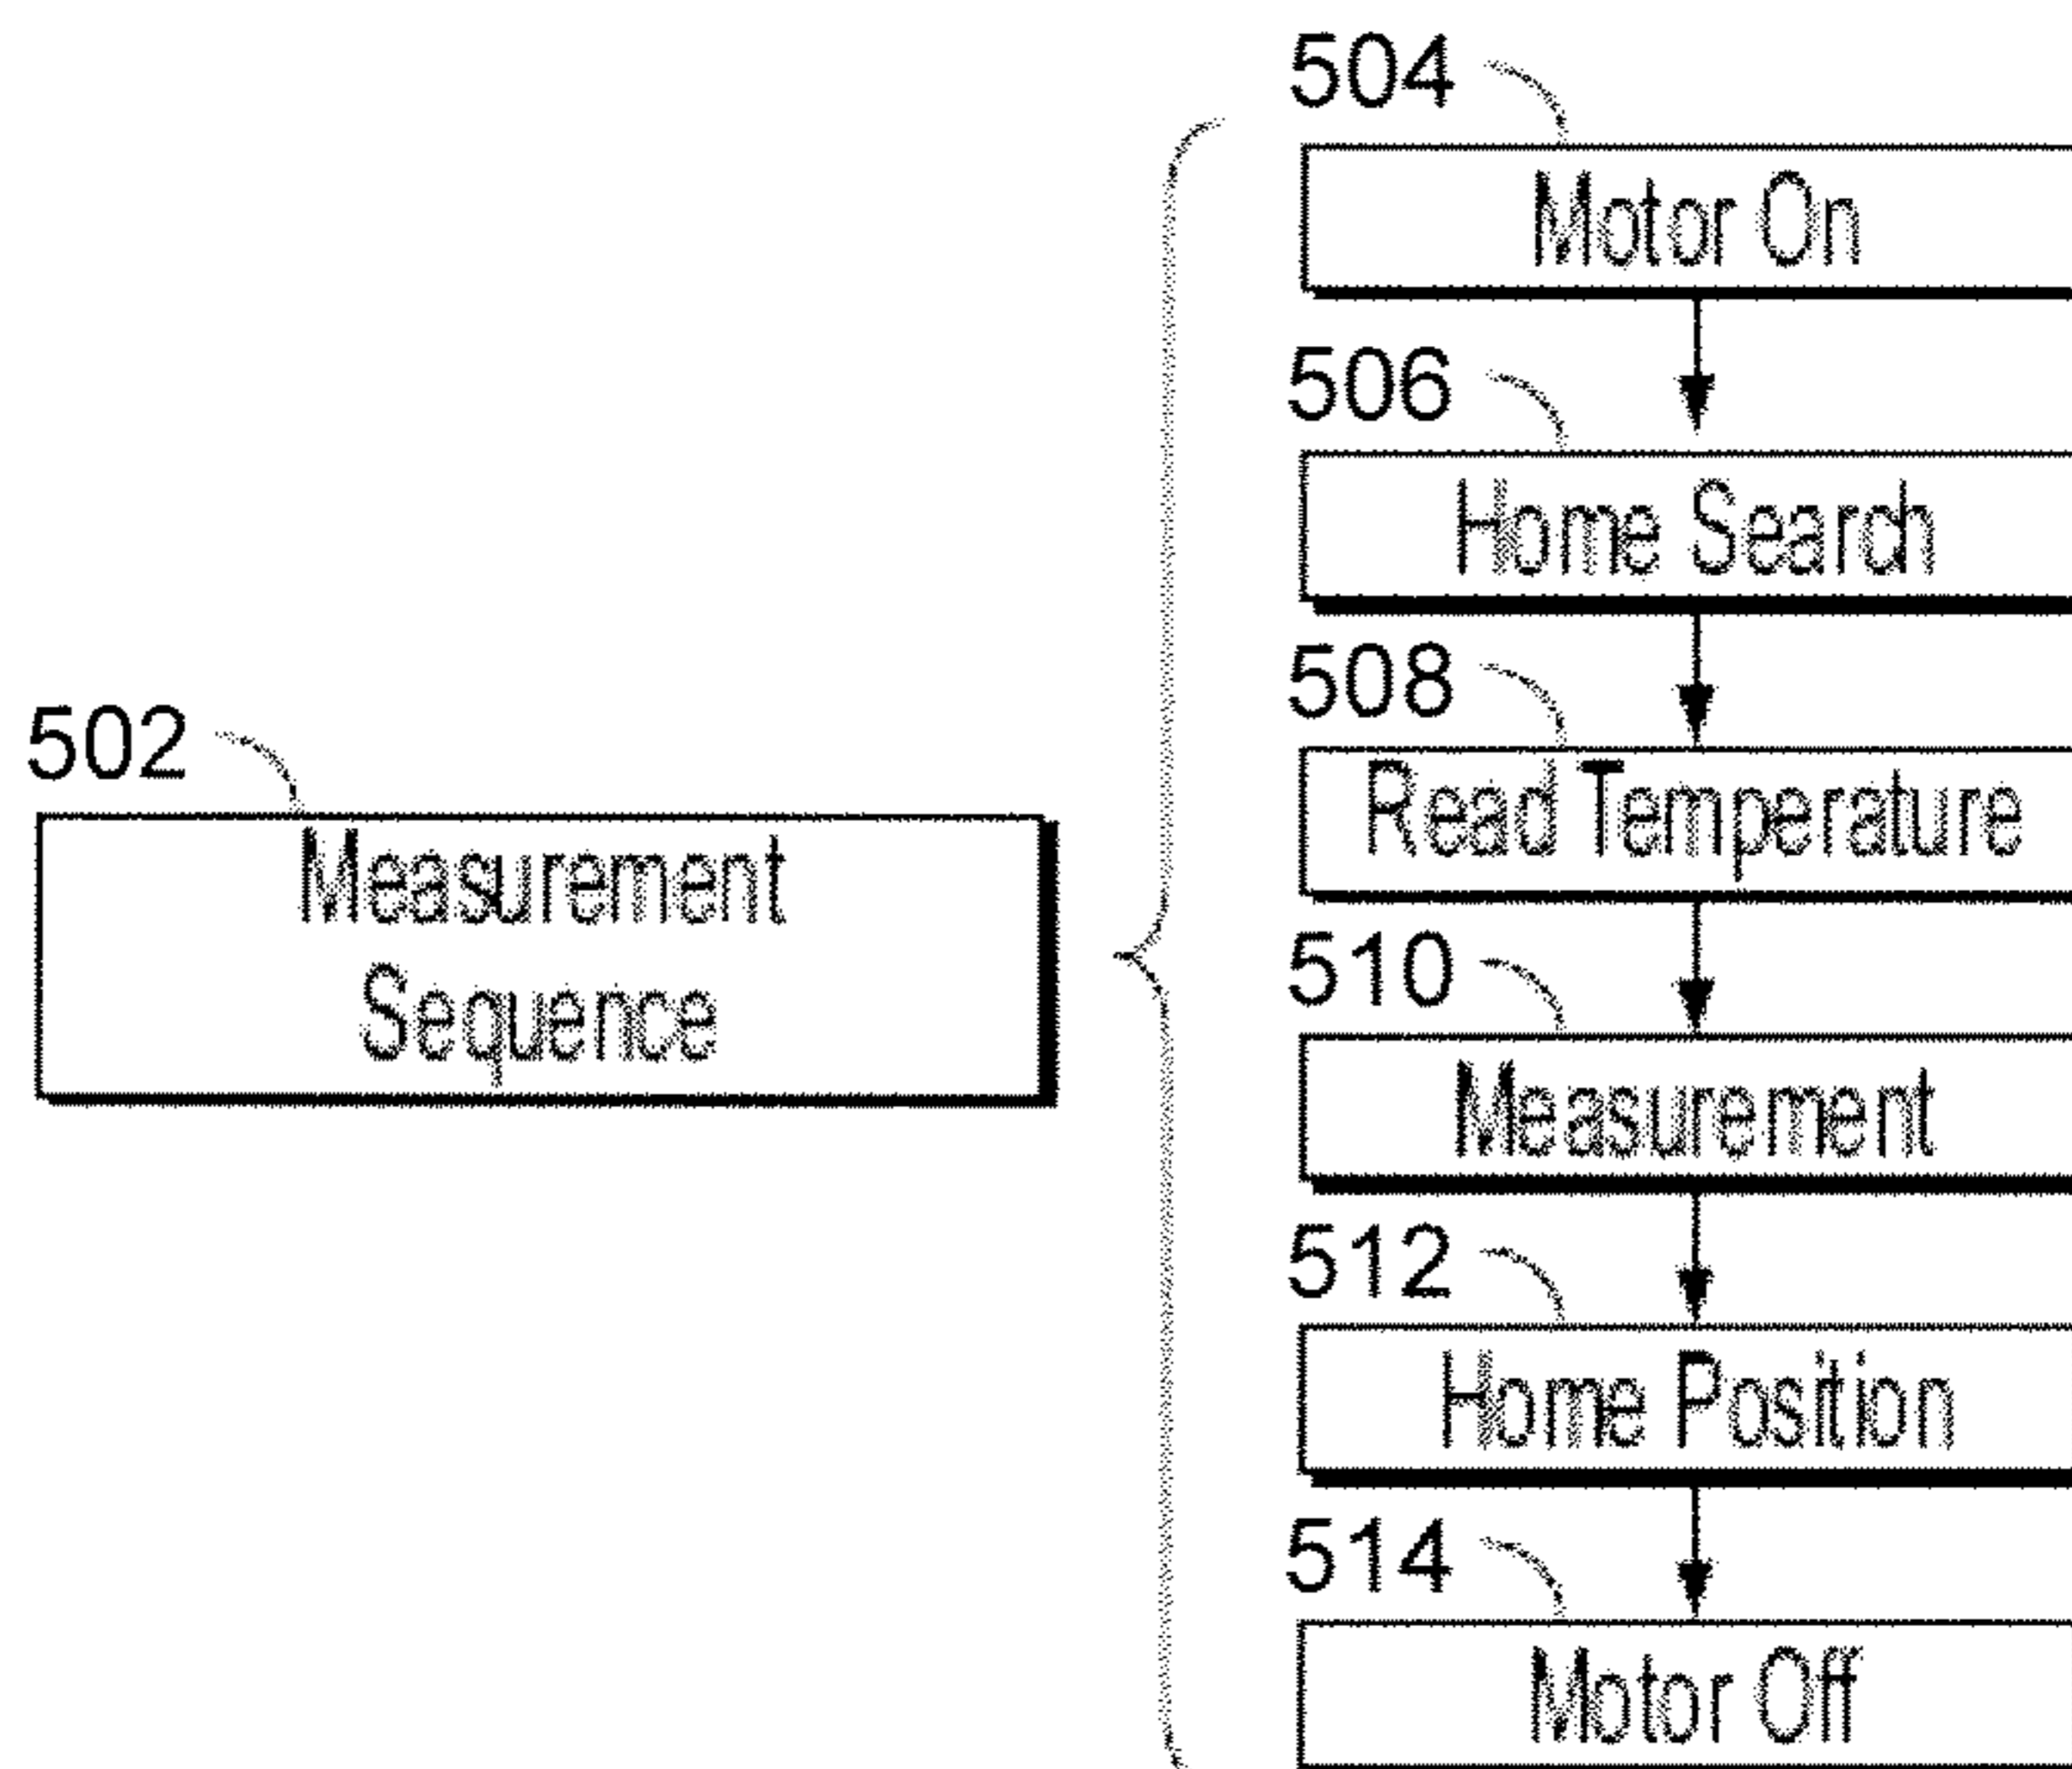 504
Motor On
506
Home Search
508
Read Temperature
502
Measurement
Sequence
510
Measurement
512
Home Position
514
Motor Off